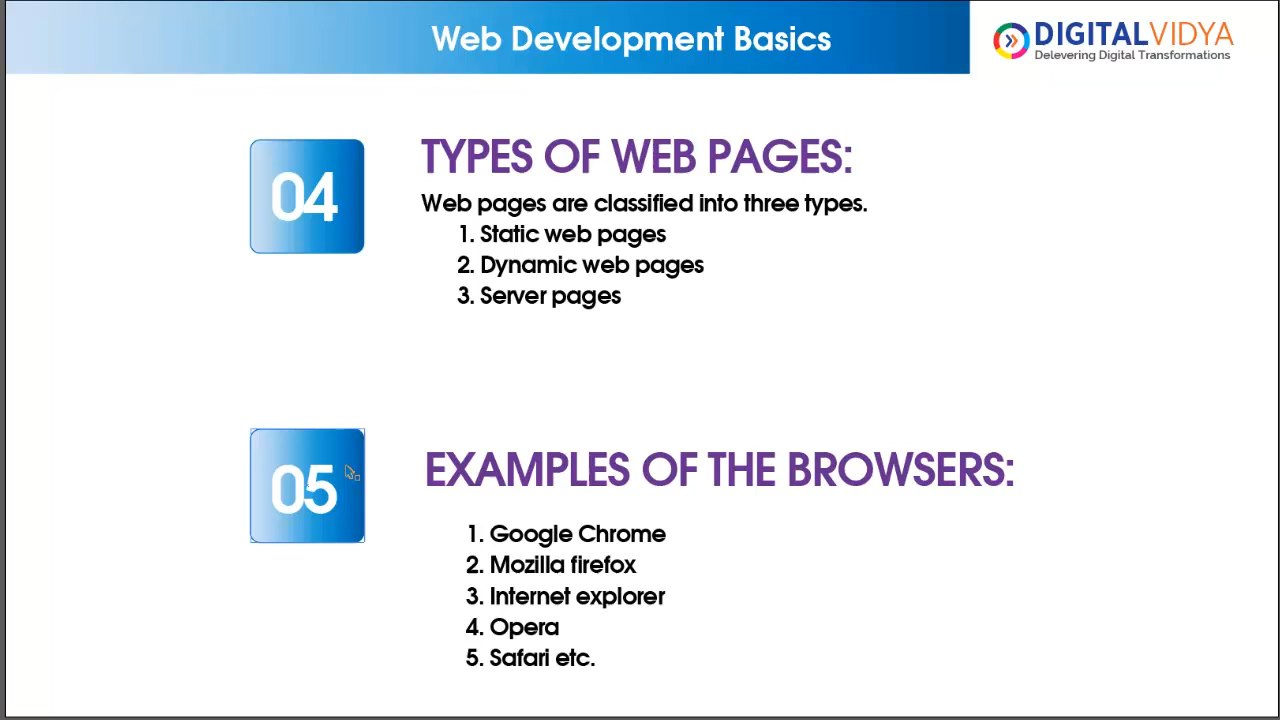 Web Development Basics
DIGITALVIDYA
Delevering Digital Transformations
04
TYPES OF WEB PAGES:
Web pages are classified into three types.
1. Static web pages
2. Dynamic web pages
3. Server pages
05
EXAMPLES OF THE BROWSERS:
1. Google Chrome
2. Mozilla firefox
3. Internet explorer
4. Opera
5. Safari etc.